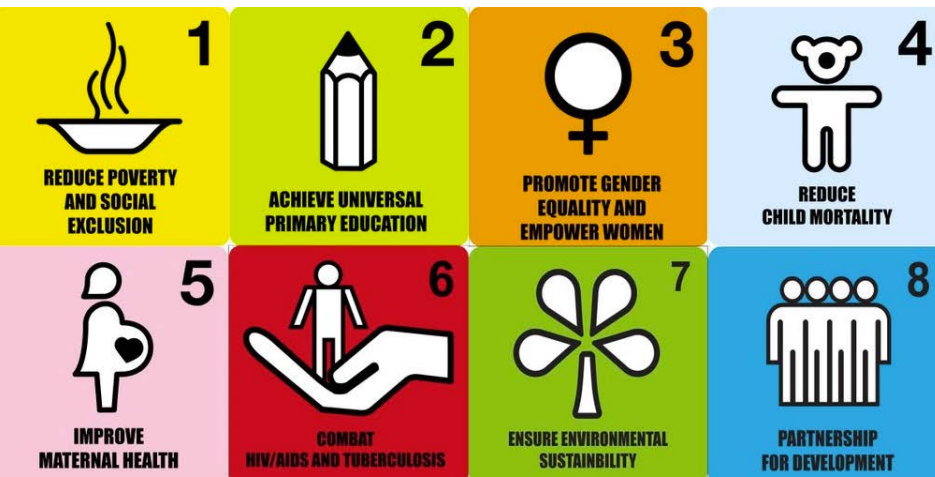 1
REDUCE POVERTY
AND SOCIAL
EXCLUSION
2
ACHIEVE UNIVERSAL
PRIMARY EDUCATION
3
PROMOTE GENDER
EQUALITY AND
EMPOWER WOMEN
4
REDUCE
CHILD MORTALITY
5
IMPROVE
MATERNAL HEALTH
6
COMBAT
HIV/AIDS AND TUBERCULOSIS
7
ENSURE ENVIRONMENTAL
SUSTAINBILITY
8
PARTNERSHIP
FOR DEVELOPMENT